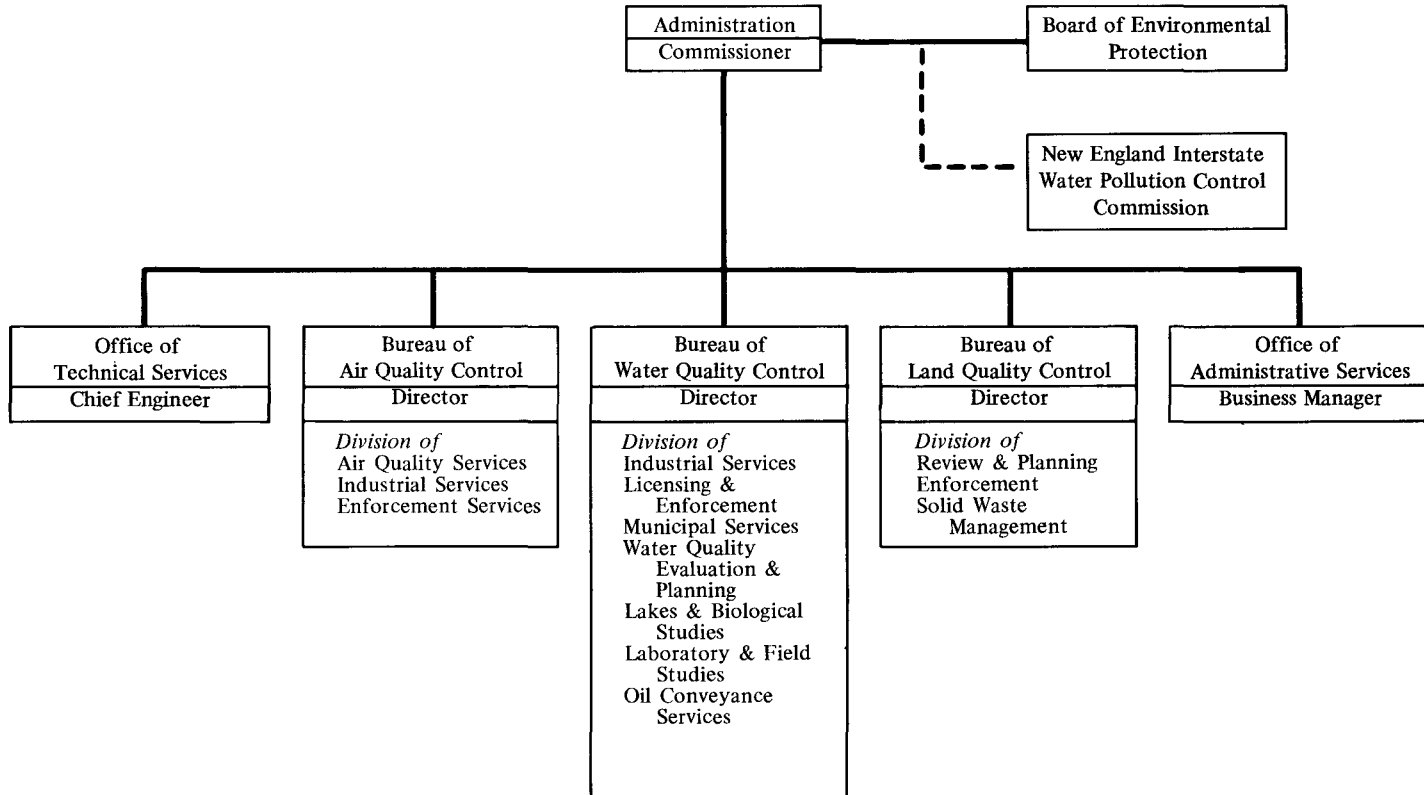 Administration
Commissioner
Board of Environmental
Protection
New England Interstate
Water Pollution Control
Commission
Office of
Technical Services
Chief Engineer
Bureau of
Air Quality Control
Director
Division of
Air Quality Services
Industrial Services
Enforcement Services
Bureau of
Water Quality Control
Director
Division of
Industrial Services
Licensing &
Enforcement
Municipal Services
Water Quality
Evaluation &
Planning
Lakes & Biological
Studies
Laboratory & Field
Studies
Oil Conveyance
Services
Bureau of
Land Quality Control
Director
Division of
Review & Planning
Enforcement
Solid Waste
Management
Office of
Administrative Services
Business Manager